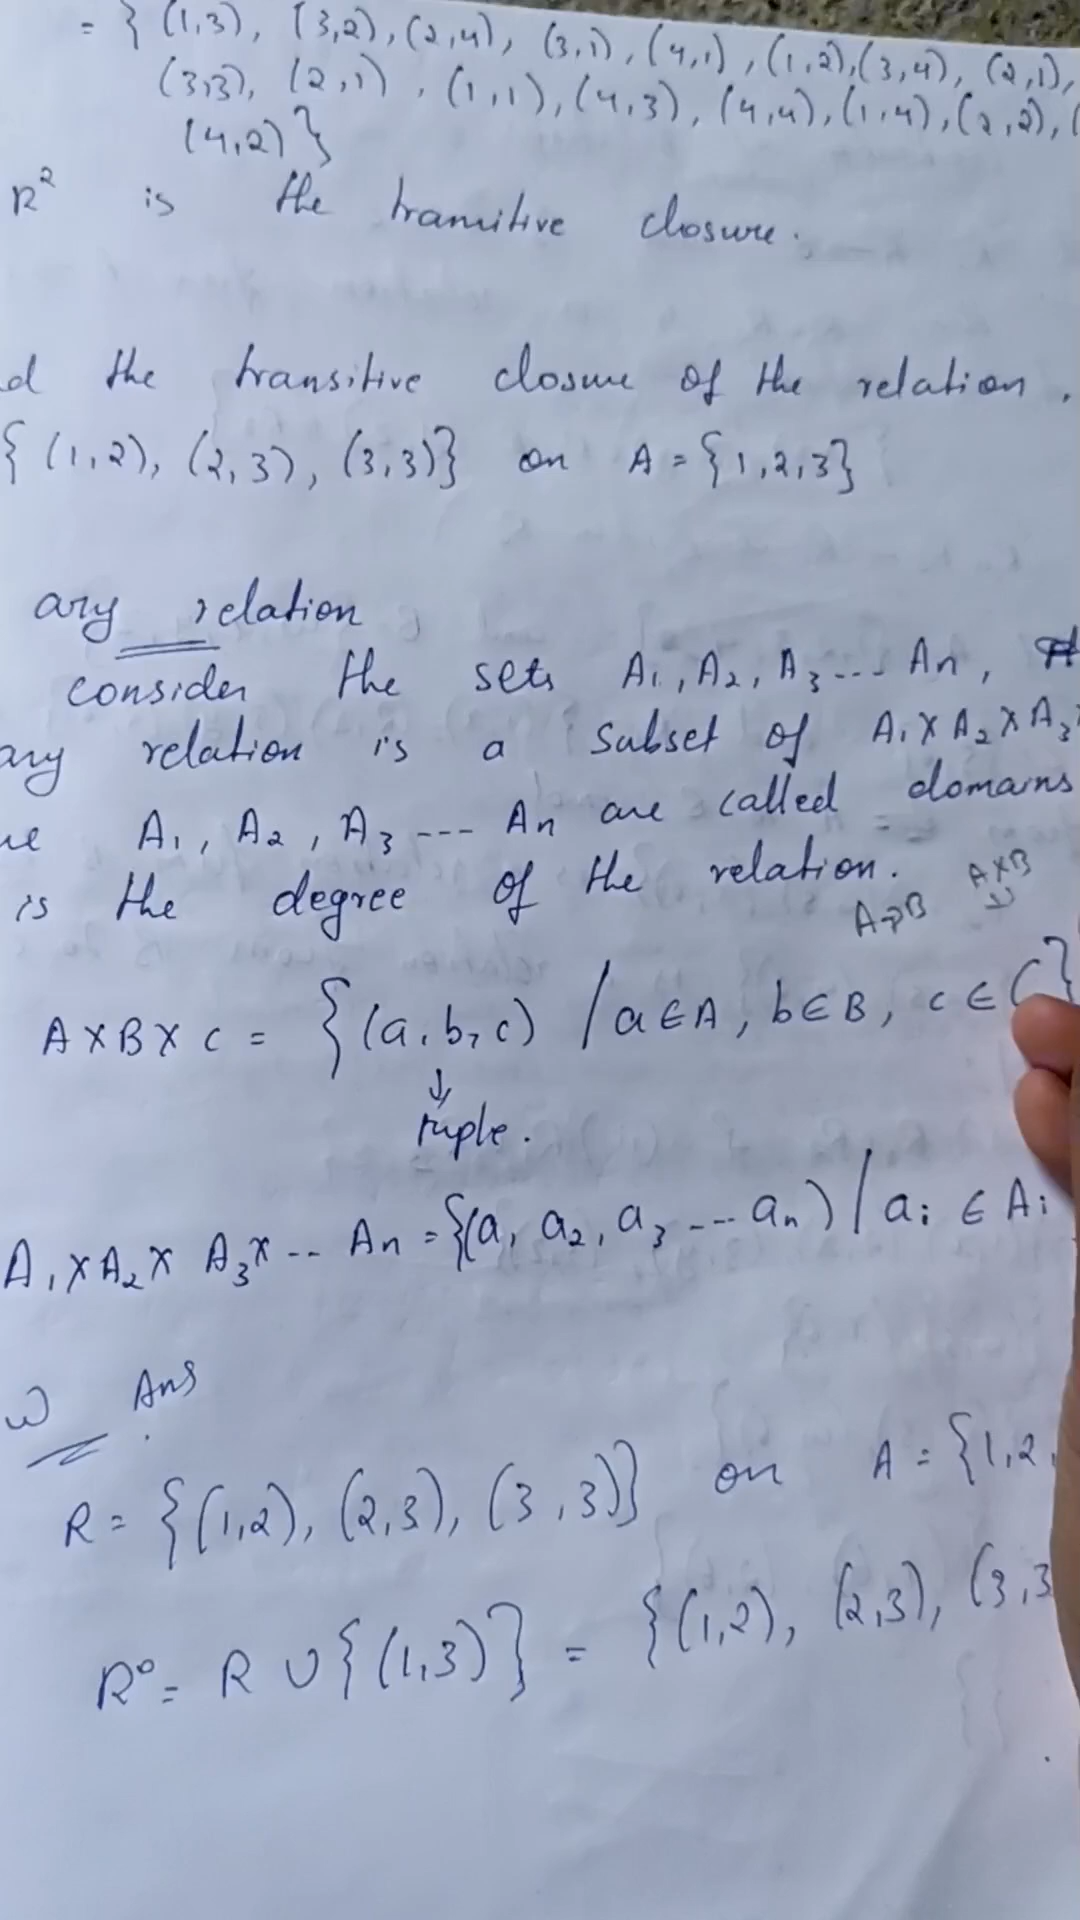 = { (1,3), (3,2), (2,4), (3,1), (4,1), (1,2), (3,4), (2,1),
(3,3), (2,1), (1,1), (4,3), (4,4), (1,4), (2,2), (
(4,2) }
R² is the transitive closure.
d the transitive closure of the relation.
{ (1,2), (2,3), (3,3)} on A = {1,2,3}
ary relation
consider the sets A₁, A₂, A₃ --- An,
ary relation is a subset of A₁ X A₂ X A₃ x
A₁, A₂, A₃ --- An are called domains
is the degree of the relation.
A→B AXB
↓
A X B X C = { (a, b, c) / a ∈ A, b ∈ B, c ∈ C}
↓
tuple.
A₁ X A₂ X A₃ x -- An = {(a₁ a₂, a₃ --- an) / ai ∈ Ai
W Ans
R = {(1,2), (2,3), (3,3)} on A = {1,2,
R⁰ = R U {(1,3)} = {(1,2), (2,3), (3,3